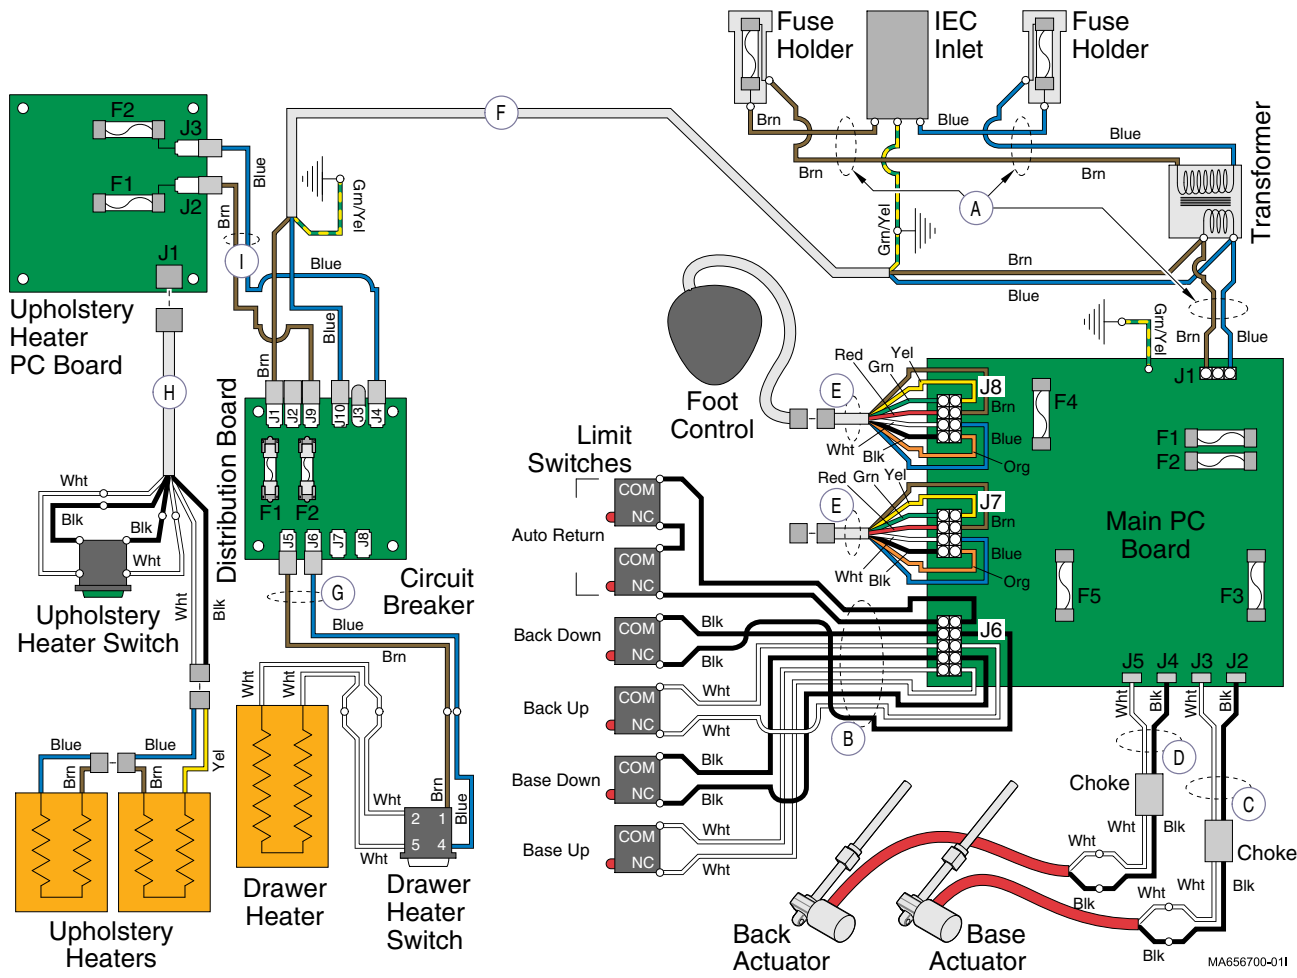 Fuse
Holder
IEC
Inlet
Fuse
Holder
Brn
Blue
Blue
Brn
Brn
A
Transformer
Grn/Yel
F
F2
J3
F1
J2
J1
Blue
Brn
I
Grn/Yel
Blue
Blue
Brn
Upholstery
Heater
PC Board
H
Brn
Blue
Foot
Control
Grn/Yel
Brn
Blue
J1
Distribution Board
J1
J2
J9
J10
J3
J4
F1
F2
J5
J6
J7
J8
E
Red
Grn
Yel
J8
Brn
Blue
Org
Wht
Blk
F4
F1
F2
Limit
Switches
COM
NC
Auto Return
COM
NC
E
Red
Grn
Yel
J7
Brn
Blue
Org
Wht
Blk
Main PC
Board
F5
F3
Wht
Blk
Blk
Wht
Upholstery
Heater Switch
Wht
Blk
G
Circuit
Breaker
Blue
Brn
Back Down
COM
NC
Blk
Blk
J6
Back Up
COM
NC
Wht
Wht
B
J5
J4
J3
J2
Wht
Blk
Wht
Blk
D
C
Base Down
COM
NC
Blk
Blk
Base Up
COM
NC
Wht
Wht
Wht
Wht
Blue
Brn
Blue
Brn
Yel
Upholstery
Heaters
Drawer
Heater
Wht
Wht
Brn
Blue
2
1
5
4
Drawer
Heater
Switch
Choke
Wht
Blk
Choke
Blk
Wht
Wht
Blk
Blk
Back
Actuator
Base
Actuator
MA656700-01I